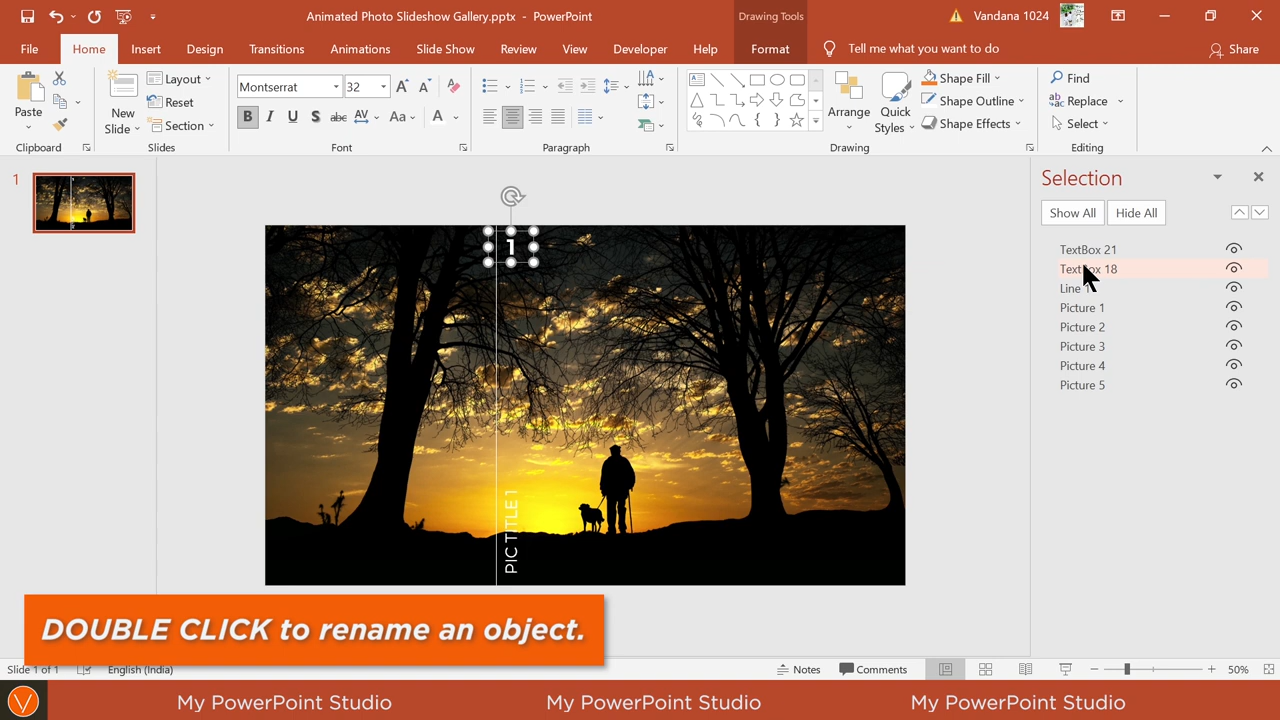 Animated Photo Slideshow Gallery.pptx - PowerPoint
Drawing Tools
Vandana 1024
File
Home
Insert
Design
Transitions
Animations
Slide Show
Review
View
Developer
Help
Format
Tell me what you want to do
Share
Paste
Clipboard
New
Slide
Layout
Reset
Section
Slides
Montserrat
32
B
I
U
S
abc
AV
Aa
A
Font
Paragraph
Arrange
Quick
Styles
Shape Fill
Shape Outline
Shape Effects
Drawing
Find
Replace
Select
Editing
1
1
PIC TITLE 1
Selection
Show All
Hide All
TextBox 21
TextBox 18
Line 1
Picture 1
Picture 2
Picture 3
Picture 4
Picture 5
DOUBLE CLICK to rename an object.
Slide 1 of 1
English (India)
Notes
Comments
50%
My PowerPoint Studio
My PowerPoint Studio
My PowerPoint Studio